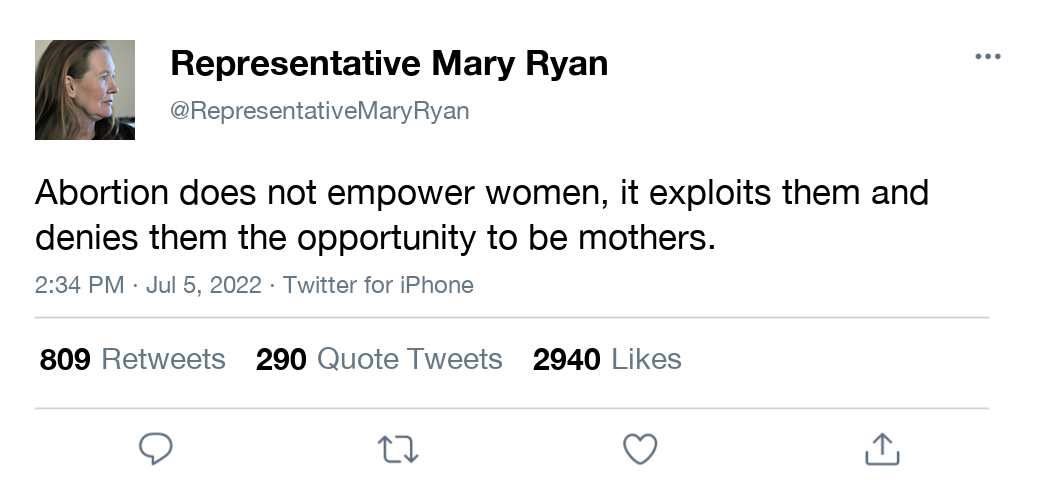 Representative Mary Ryan
@RepresentativeMaryRyan
Abortion does not empower women, it exploits them and
denies them the opportunity to be mothers.
2:34 PM · Jul 5, 2022 · Twitter for iPhone
809 Retweets 290 Quote Tweets 2940 Likes